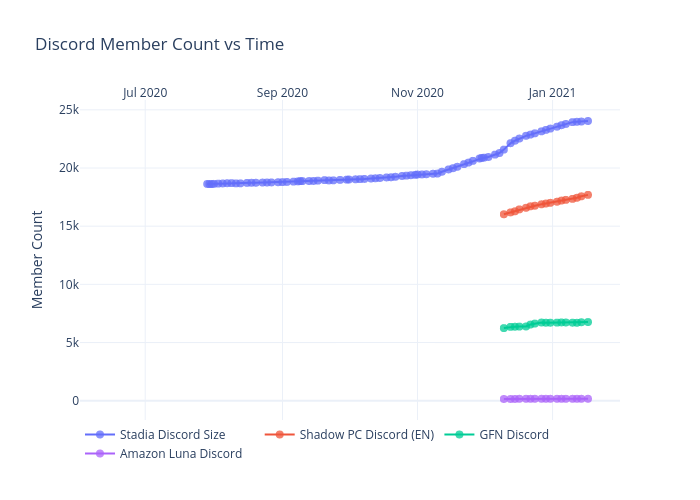 Discord Member Count vs Time
Jul 2020 Sep 2020 Nov 2020 Jan 2021
25k
20k
15k
10k
5k
0
Member Count
Stadia Discord Size Shadow PC Discord (EN) GFN Discord
Amazon Luna Discord